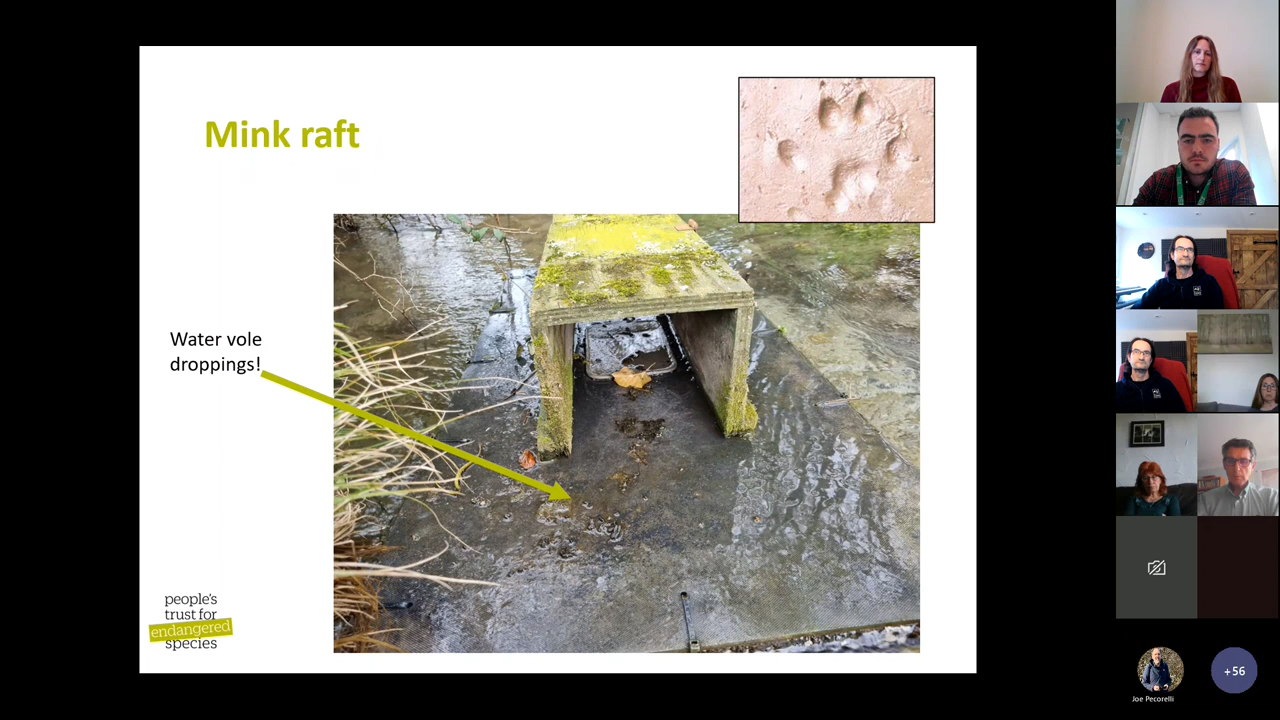 Mink raft
Water vole
droppings!
people's
trust for
endangered
species
Joe Pecorelli
+56